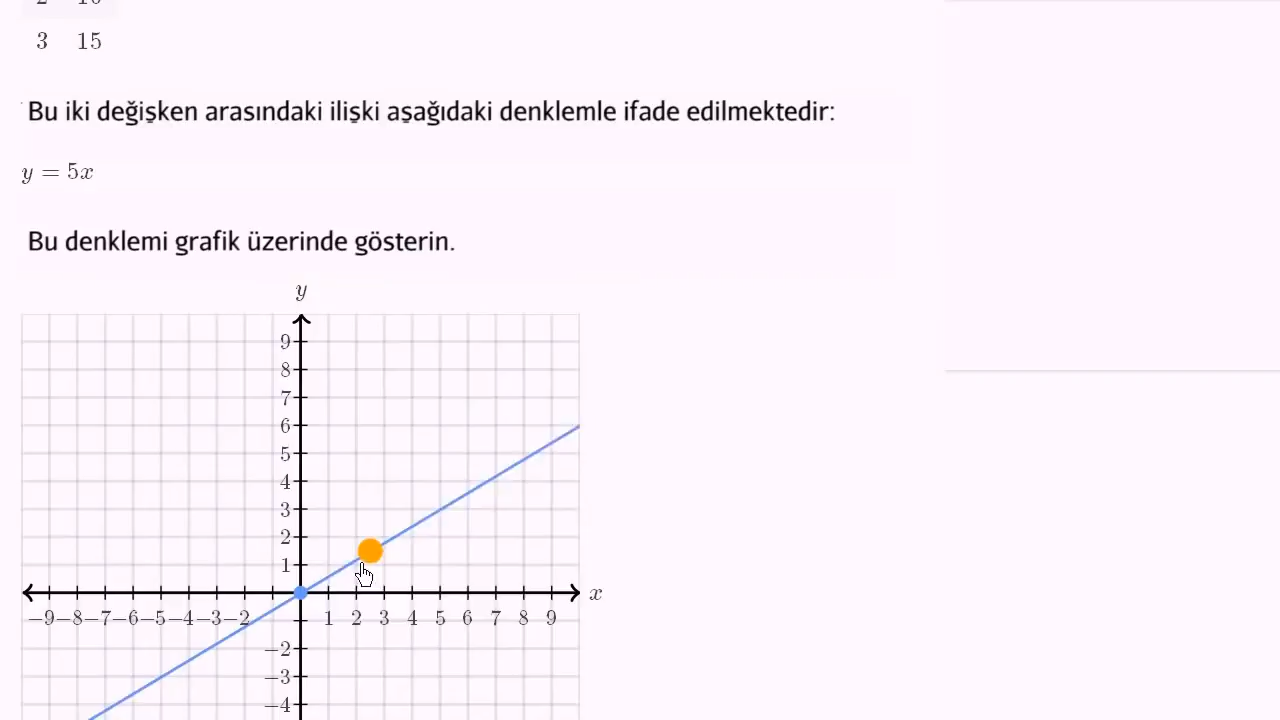 2 10
3 15
Bu iki değişken arasındaki ilişki aşağıdaki denklemle ifade edilmektedir:
y = 5x
Bu denklemi grafik üzerinde gösterin.
y
9
8
7
6
5
4
3
2
1
x
−9 −8 −7 −6 −5 −4 −3 −2 1 2 3 4 5 6 7 8 9
−2
−3
−4